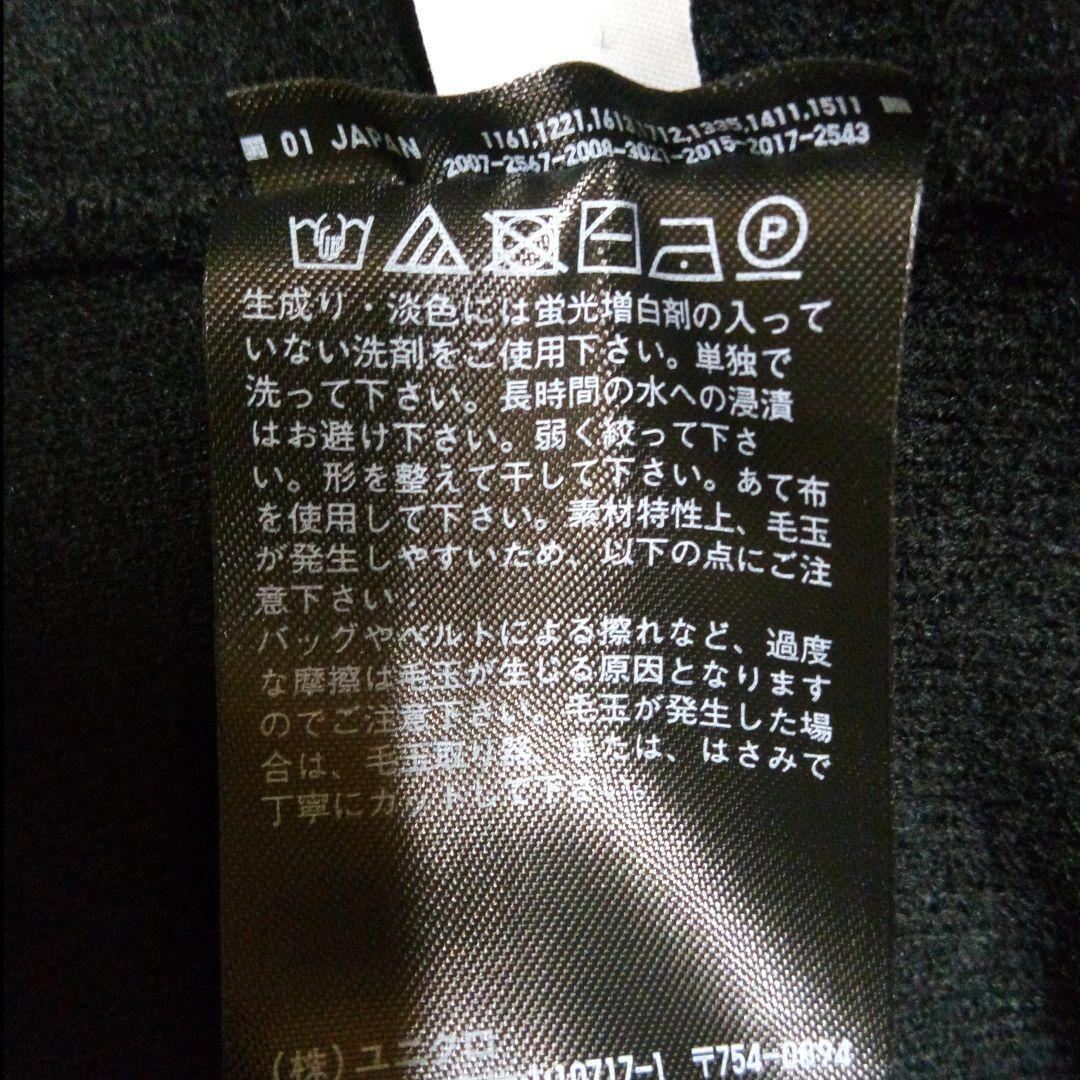 01 JAPAN
1161,1221,1612,1712,1335,1411,1511
2007-2567-2008-3021-2015-2017-2543
P
生成り・淡色には蛍光増白剤の入って
いない洗剤をご使用下さい。単独で
洗って下さい。長時間の水への浸漬
はお避け下さい。弱く絞って下さ
い。形を整えて干して下さい。あて布
を使用して下さい。素材特性上、毛玉
が発生しやすいため、以下の点にご注
意下さい:
バッグやベルトによる擦れなど、過度
な摩擦は毛玉が生じる原因となります
のでご注意下さい。毛玉が発生した場
合は、毛玉取り器、または、はさみで
丁寧にカットして下さい。
(株)ユニクロ
10717-1 〒754-0894